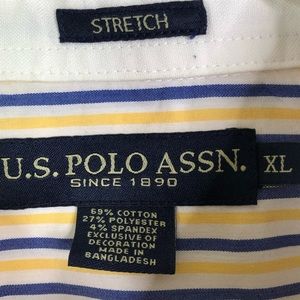 STRETCH
U.S. POLO ASSN.
SINCE 1890
XL
69% COTTON
27% POLYESTER
4% SPANDEX
EXCLUSIVE OF
DECORATION
MADE IN
BANGLADESH